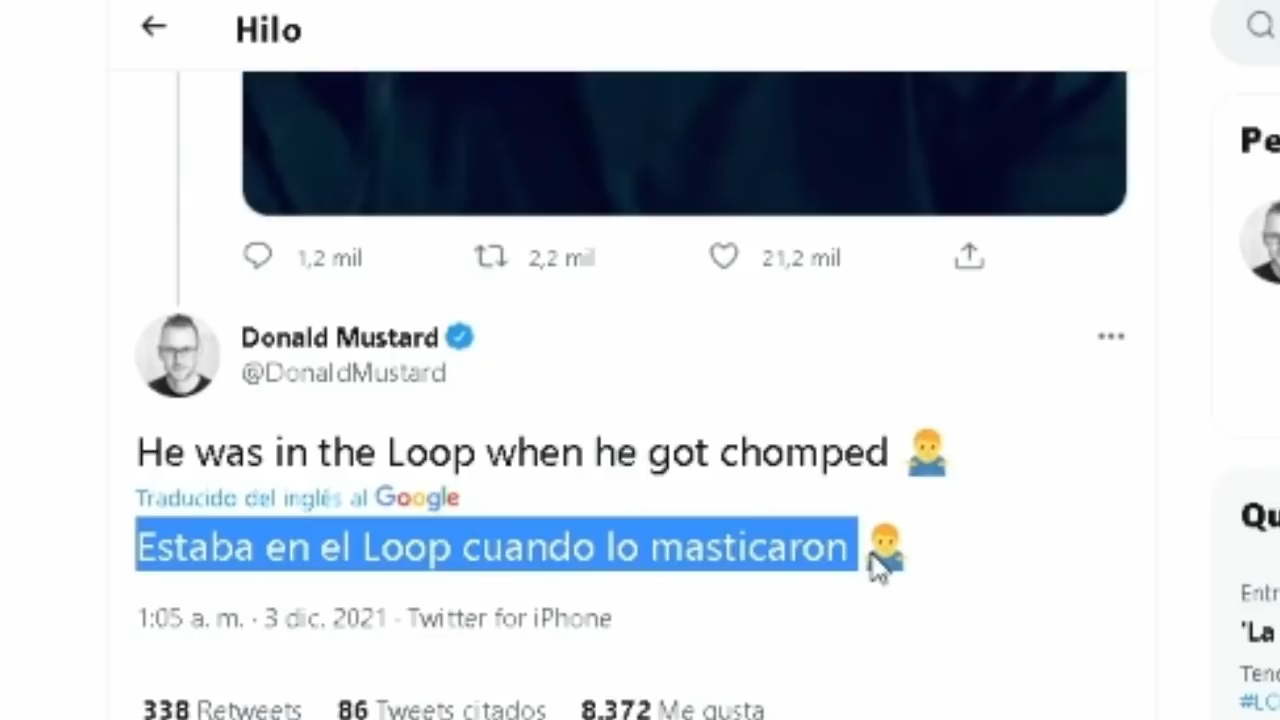 Hilo
1,2 mil
2,2 mil
21,2 mil
Donald Mustard
@DonaldMustard
He was in the Loop when he got chomped
Traducido del inglés al Google
Estaba en el Loop cuando lo masticaron
1:05 a. m. · 3 dic. 2021 · Twitter for iPhone
338 Retweets 86 Tweets citados 8.372 Me gusta
Pe
Qu
Entr
'La
Tend
#LC